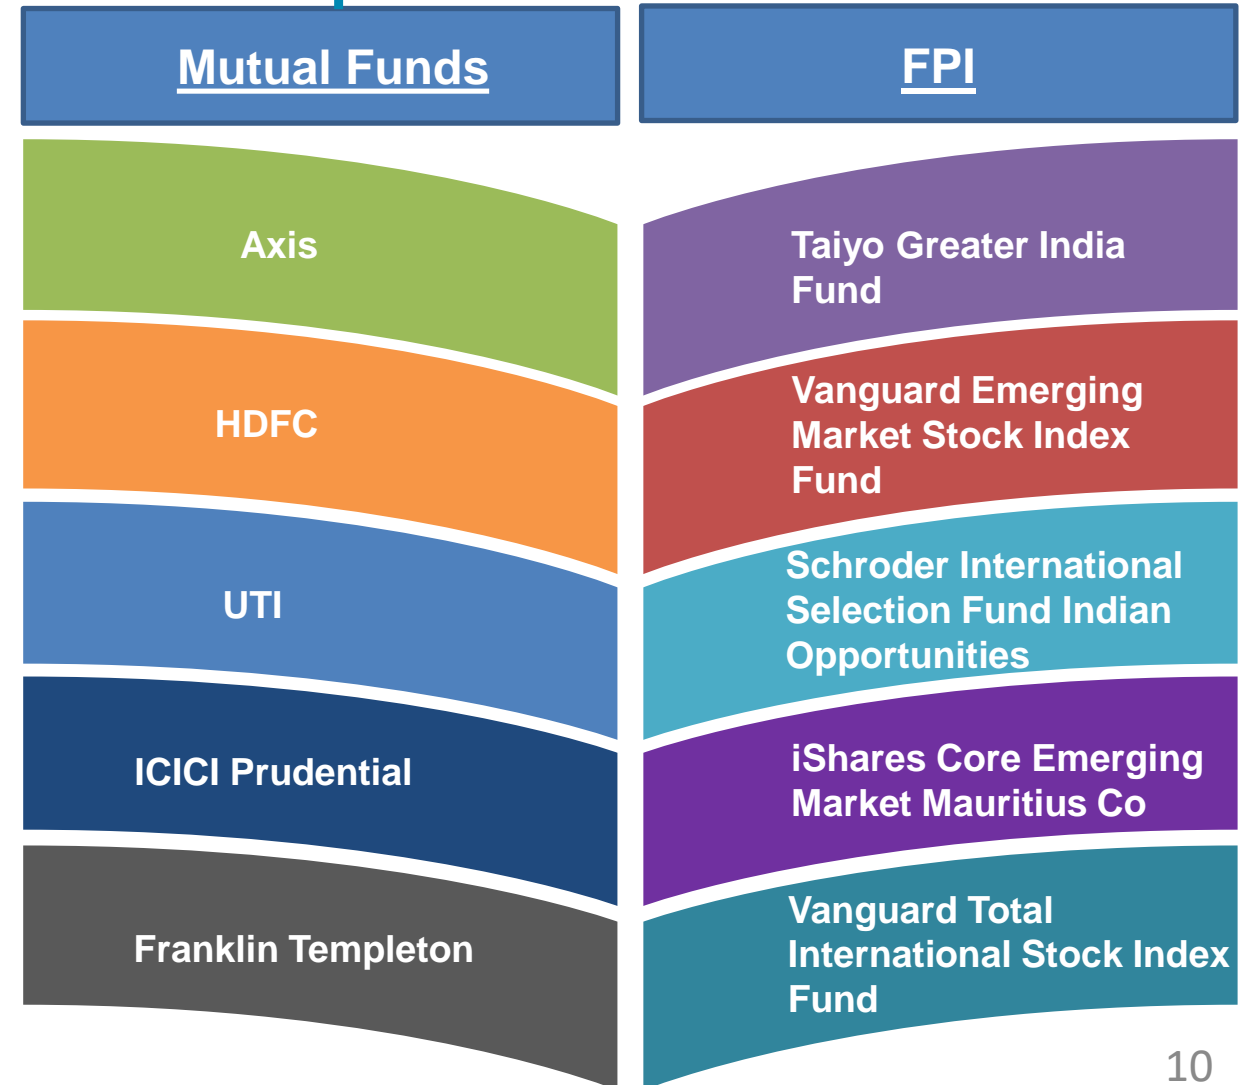 Mutual Funds
FPI
Axis
HDFC
UTI
ICICI Prudential
Franklin Templeton
Taiyo Greater India
Fund
Vanguard Emerging
Market Stock Index
Fund
Schroder International
Selection Fund Indian
Opportunities
iShares Core Emerging
Market Mauritius Co
Vanguard Total
International Stock Index
Fund
10